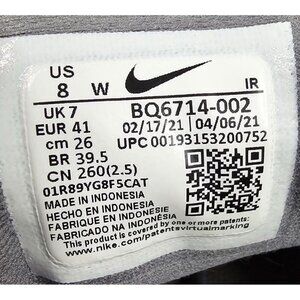 US 8 W IR
UK 7 BQ6714-002
EUR 41 02/17/21 04/06/21
cm 26 UPC 00193153200752
BR 39.5
CN 260(2.5)
01R89YG8F5CAT
MADE IN INDONESIA
HECHO EN INDONESIA
FABRIQUE EN INDONESIE
FABRICADO NA INDONESIA
This product is covered by one or more patents.
www.nike.com/patentsvirtualmarking